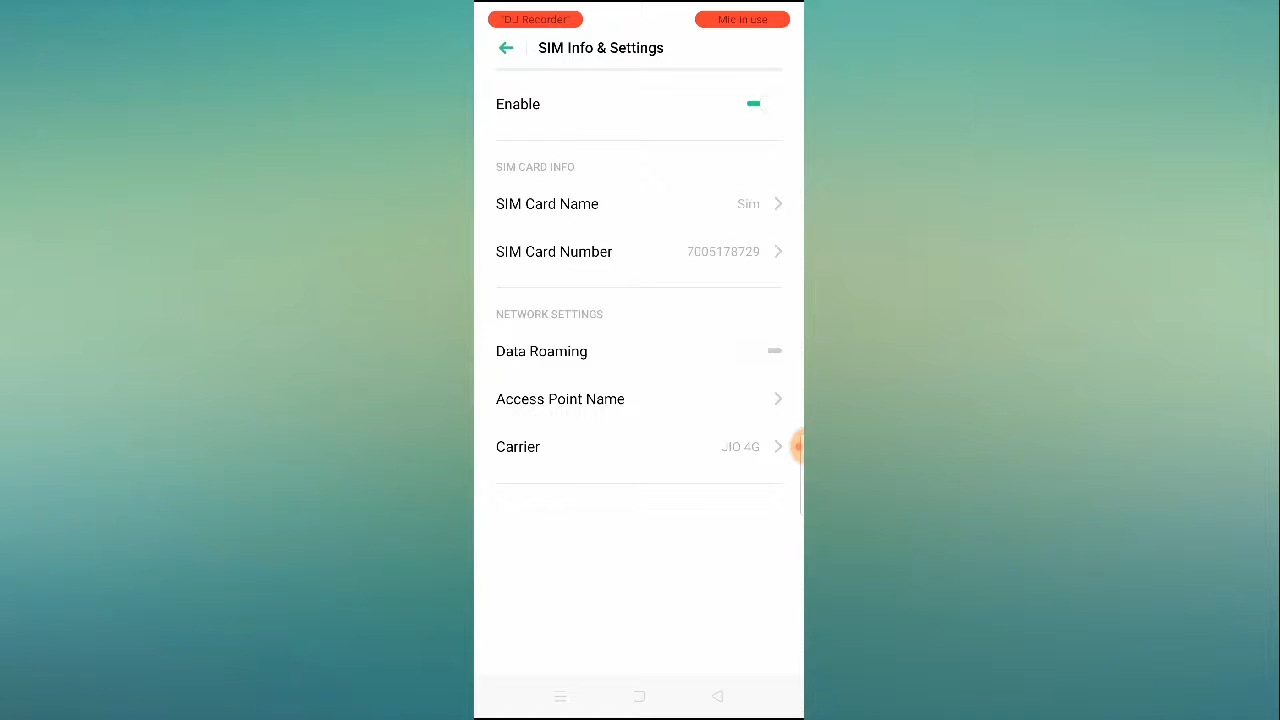 "DU Recorder"
Mic in use
SIM Info & Settings
Enable
SIM CARD INFO
SIM Card Name
Sim
SIM Card Number
7005178729
NETWORK SETTINGS
Data Roaming
Access Point Name
Carrier
JIO 4G